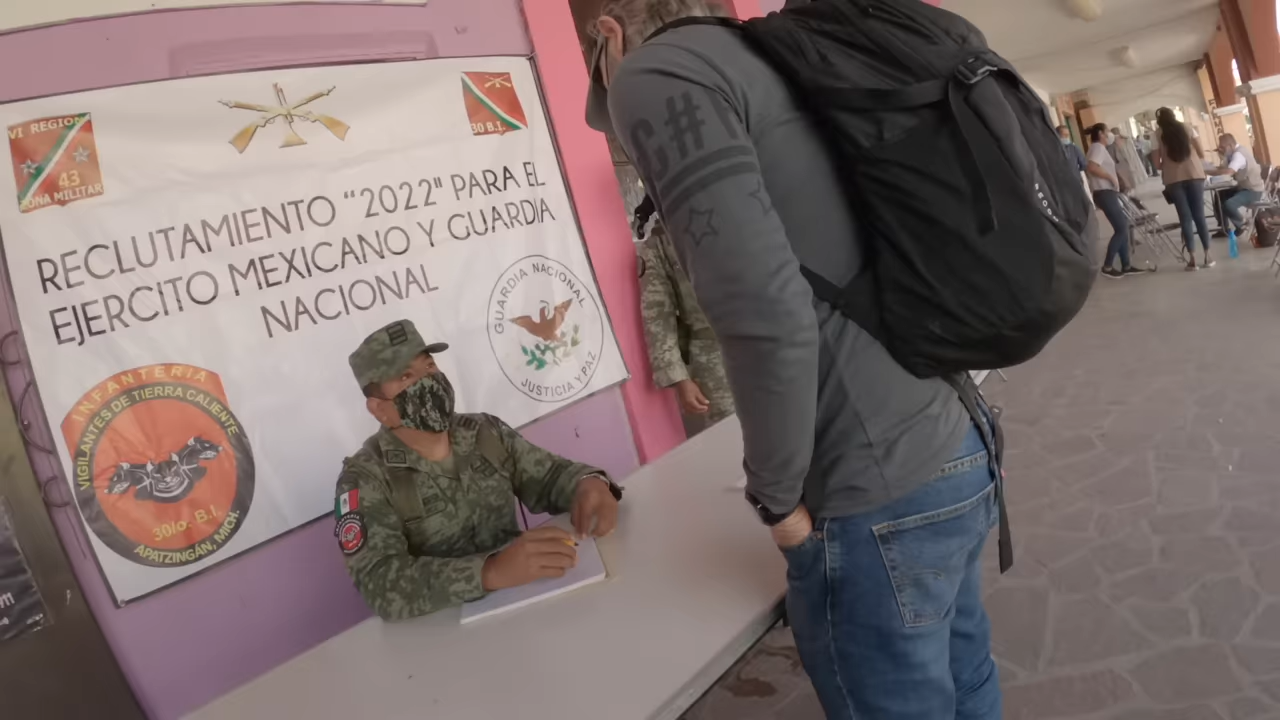 VI REGION
43
ZONA MILITAR
30 B.I.
RECLUTAMIENTO “2022" PARA EL
EJERCITO MEXICANO Y GUARDIA
NACIONAL
GUARDIA NACIONAL
JUSTICIA Y PAZ
INFANTERIA
VIGILANTES DE TIERRA CALIENTE
30/o. B.I.
APATZINGÁN, MICH.
C#